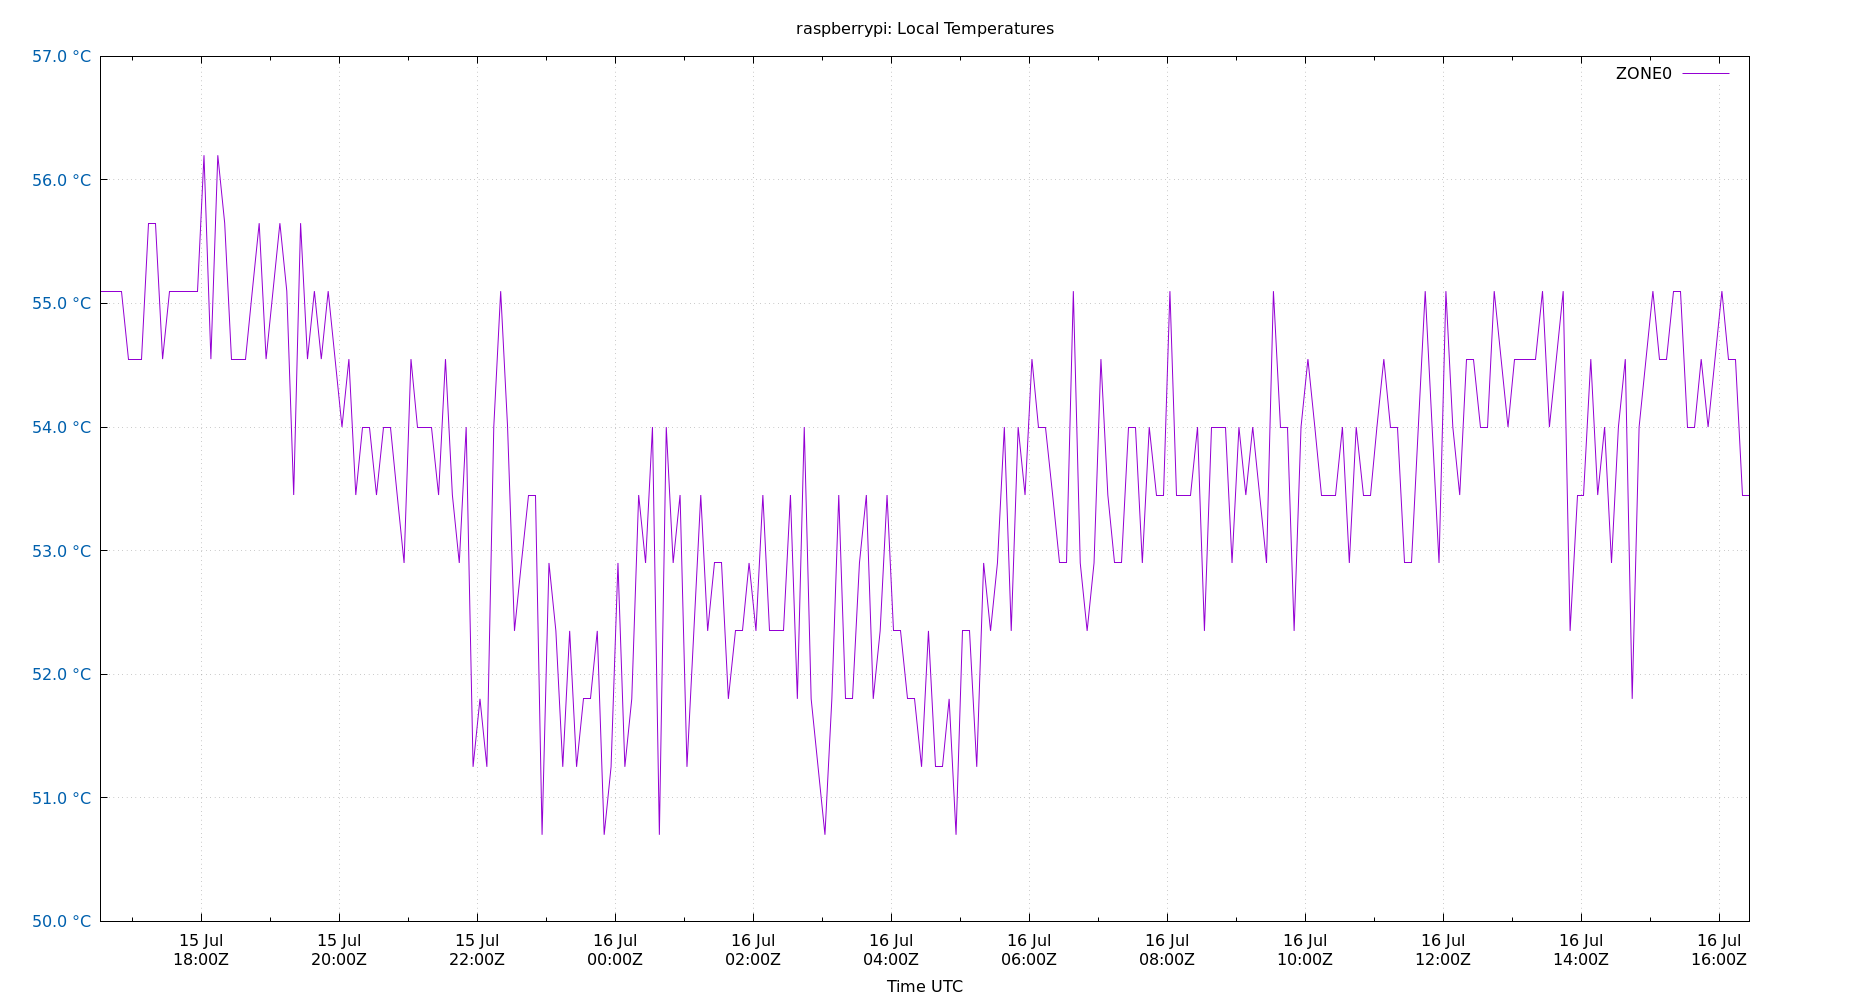 raspberrypi: Local Temperatures
57.0 °C
ZONE0
56.0 °C
55.0 °C
54.0 °C
53.0 °C
52.0 °C
51.0 °C
50.0 °C
15 Jul 15 Jul 15 Jul 16 Jul 16 Jul 16 Jul 16 Jul 16 Jul 16 Jul 16 Jul 16 Jul 16 Jul
18:00Z 20:00Z 22:00Z 00:00Z 02:00Z 04:00Z 06:00Z 08:00Z 10:00Z 12:00Z 14:00Z 16:00Z
Time UTC